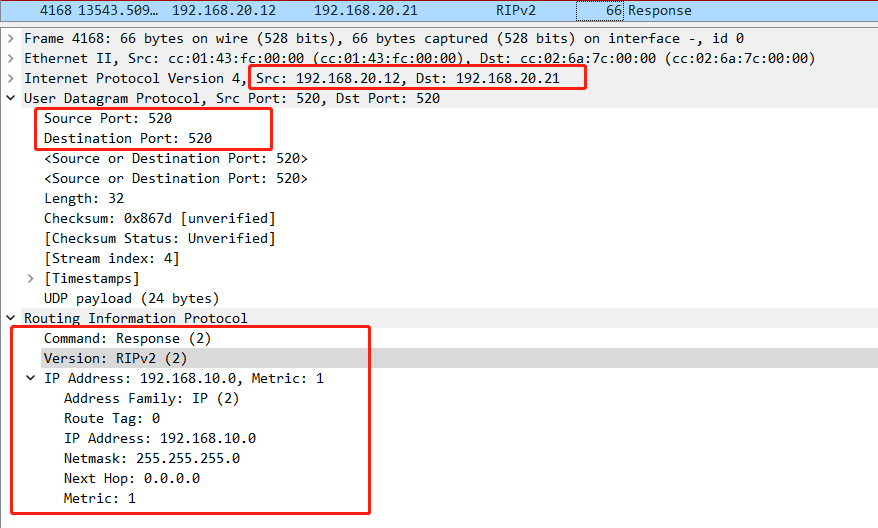 4168 13543.509… 192.168.20.12 192.168.20.21 RIPv2 66 Response
Frame 4168: 66 bytes on wire (528 bits), 66 bytes captured (528 bits) on interface -, id 0
Ethernet II, Src: cc:01:43:fc:00:00 (cc:01:43:fc:00:00), Dst: cc:02:6a:7c:00:00 (cc:02:6a:7c:00:00)
Internet Protocol Version 4, Src: 192.168.20.12, Dst: 192.168.20.21
User Datagram Protocol, Src Port: 520, Dst Port: 520
Source Port: 520
Destination Port: 520
<Source or Destination Port: 520>
<Source or Destination Port: 520>
Length: 32
Checksum: 0x867d [unverified]
[Checksum Status: Unverified]
[Stream index: 4]
[Timestamps]
UDP payload (24 bytes)
Routing Information Protocol
Command: Response (2)
Version: RIPv2 (2)
IP Address: 192.168.10.0, Metric: 1
Address Family: IP (2)
Route Tag: 0
IP Address: 192.168.10.0
Netmask: 255.255.255.0
Next Hop: 0.0.0.0
Metric: 1